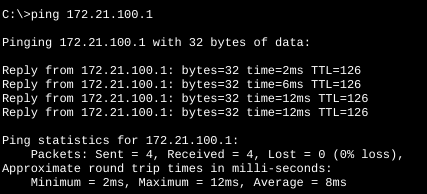 C:\>ping 172.21.100.1
Pinging 172.21.100.1 with 32 bytes of data:
Reply from 172.21.100.1: bytes=32 time=2ms TTL=126
Reply from 172.21.100.1: bytes=32 time=6ms TTL=126
Reply from 172.21.100.1: bytes=32 time=12ms TTL=126
Reply from 172.21.100.1: bytes=32 time=12ms TTL=126
Ping statistics for 172.21.100.1:
    Packets: Sent = 4, Received = 4, Lost = 0 (0% loss),
Approximate round trip times in milli-seconds:
    Minimum = 2ms, Maximum = 12ms, Average = 8ms